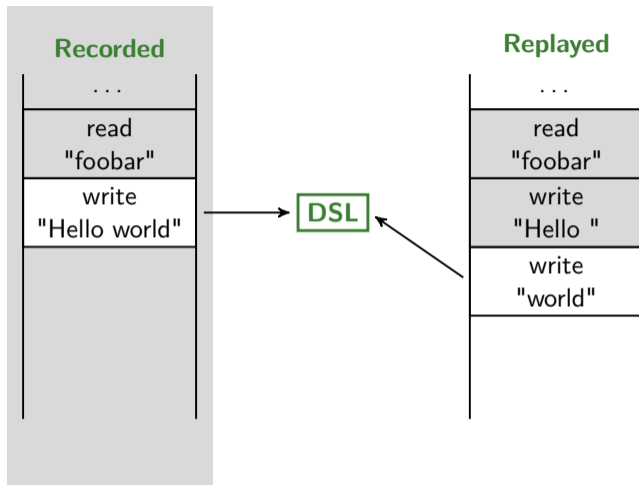 Recorded
. . .
read
"foobar"
write
"Hello world"
DSL
Replayed
. . .
read
"foobar"
write
"Hello "
write
"world"